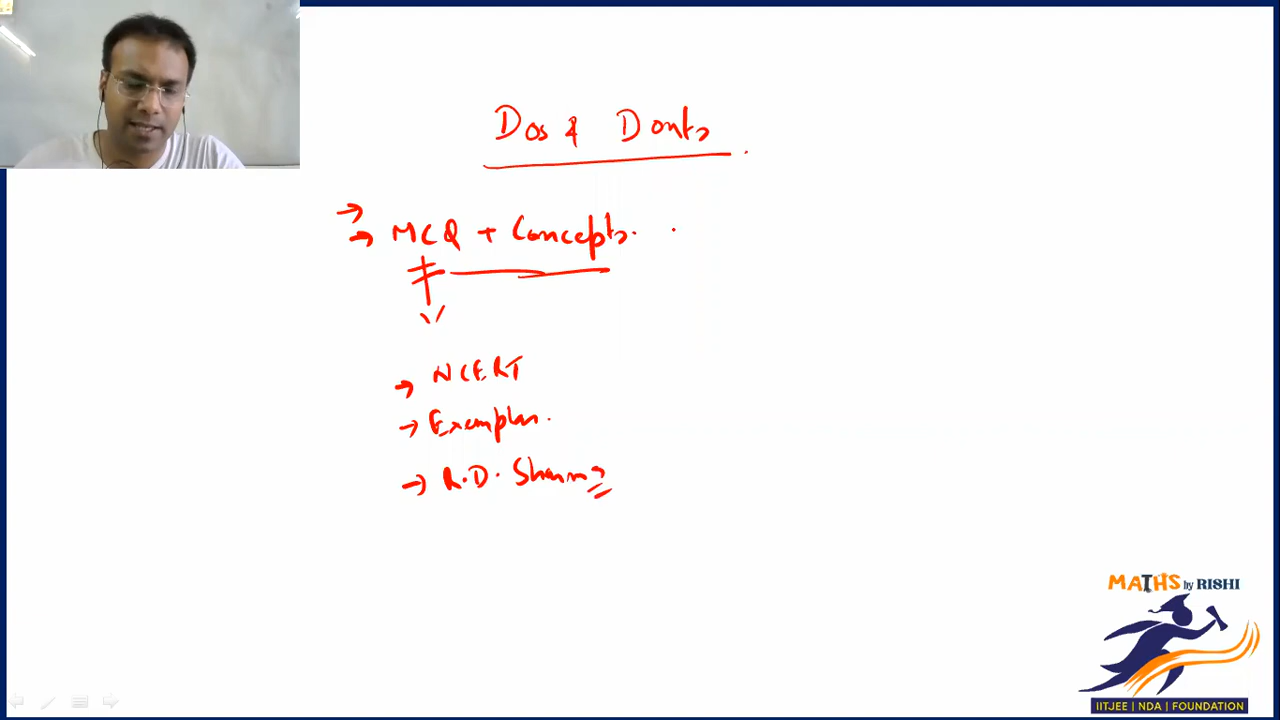 Dos & Donts
→
→ MCQ + Concepts.
→ NCERT
→ Exemplar.
→ R.D. Sharma
MATHS by RISHI
IITJEE | NDA | FOUNDATION